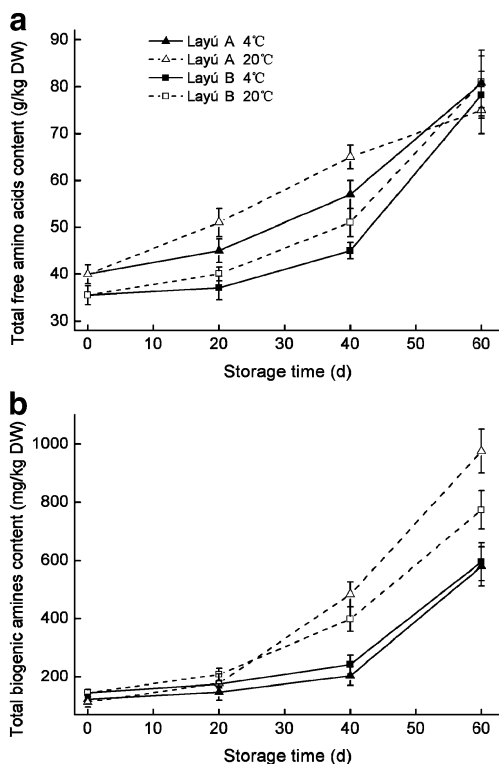 a
Layú A 4℃
Layú A 20℃
Layú B 4℃
Layú B 20℃
Total free amino acids content (g/kg DW)
90
80
70
60
50
40
30
0 10 20 30 40 50 60
Storage time (d)
b
Total biogenic amines content (mg/kg DW)
1000
800
600
400
200
0 10 20 30 40 50 60
Storage time (d)